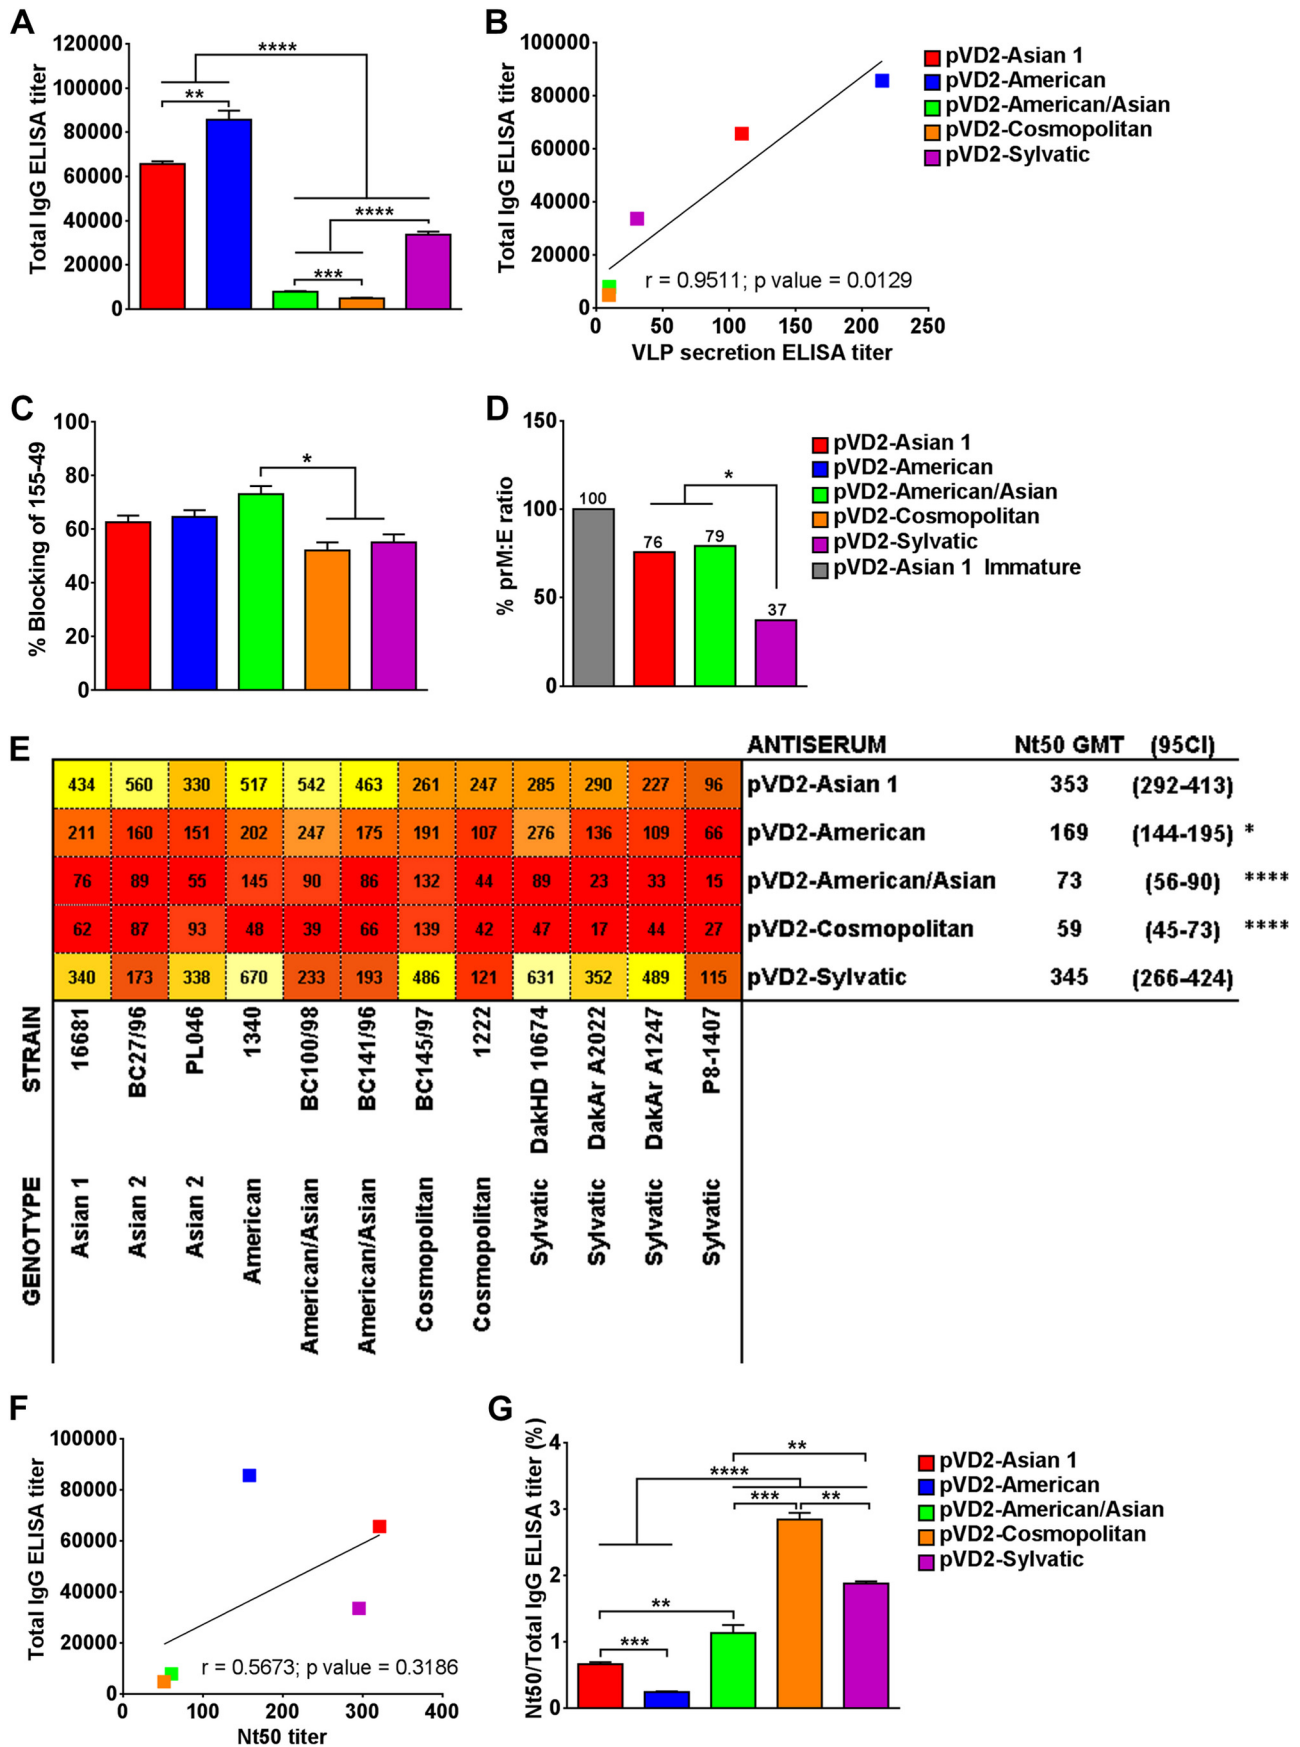 A
Total IgG ELISA titer
120000
100000
80000
60000
40000
20000
0
****
**
****
***
B
Total IgG ELISA titer
100000
80000
60000
40000
20000
0
0 50 100 150 200 250
VLP secretion ELISA titer
r = 0.9511; p value = 0.0129
pVD2-Asian 1
pVD2-American
pVD2-American/Asian
pVD2-Cosmopolitan
pVD2-Sylvatic
C
% Blocking of 155-49
100
80
60
40
20
0
*
D
% prM:E ratio
150
100
50
0
100
76
79
37
*
pVD2-Asian 1
pVD2-American
pVD2-American/Asian
pVD2-Cosmopolitan
pVD2-Sylvatic
pVD2-Asian 1 Immature
E
ANTISERUM Nt50 GMT (95CI)
434 560 330 517 542 463 261 247 285 290 227 96 pVD2-Asian 1 353 (292-413)
211 160 151 202 247 175 191 107 276 136 109 66 pVD2-American 169 (144-195) *
76 89 55 145 90 86 132 44 89 23 33 15 pVD2-American/Asian 73 (56-90) ****
62 87 93 48 39 66 139 42 47 17 44 27 pVD2-Cosmopolitan 59 (45-73) ****
340 173 338 670 233 193 486 121 631 352 489 115 pVD2-Sylvatic 345 (266-424)
STRAIN 16681 BC27/96 PL046 1340 BC100/98 BC141/96 BC145/97 1222 DakHD 10674 DakAr A2022 DakAr A1247 P8-1407
GENOTYPE Asian 1 Asian 2 Asian 2 American American/Asian American/Asian Cosmopolitan Cosmopolitan Sylvatic Sylvatic Sylvatic Sylvatic
F
Total IgG ELISA titer
100000
80000
60000
40000
20000
0
0 100 200 300 400
Nt50 titer
r = 0.5673; p value = 0.3186
G
Nt50/Total IgG ELISA titer (%)
4
3
2
1
0
**
****
*** **
**
***
pVD2-Asian 1
pVD2-American
pVD2-American/Asian
pVD2-Cosmopolitan
pVD2-Sylvatic